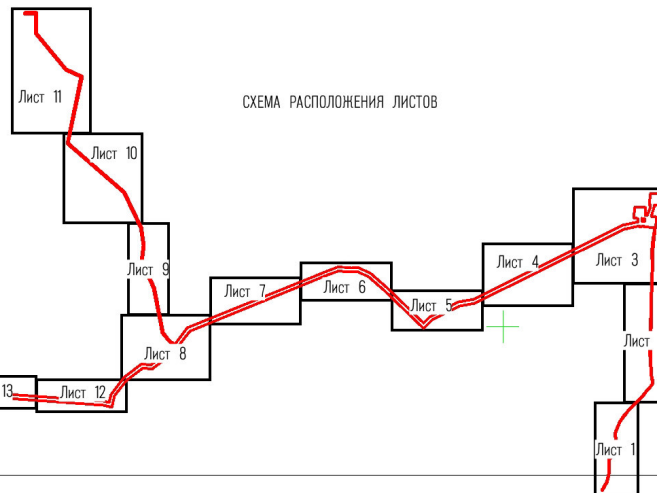 СХЕМА РАСПОЛОЖЕНИЯ ЛИСТОВ
Лист 11
Лист 10
Лист 9
Лист 8
Лист 7
Лист 6
Лист 5
Лист 4
Лист 3
Лист
Лист 1
13
Лист 12